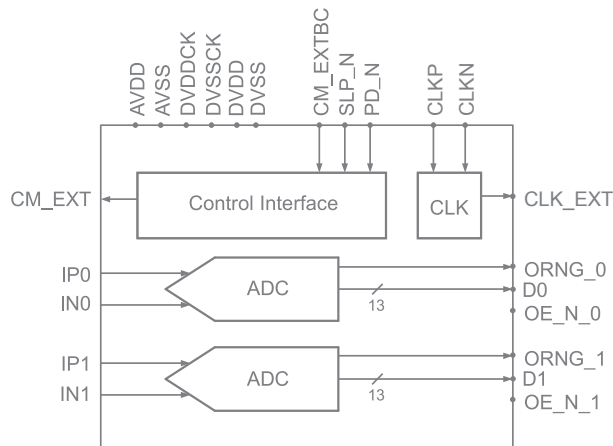 AVDD
AVSS
DVDDCK
DVSSCK
DVDD
DVSS
CM_EXTBC
SLP_N
PD_N
CLKP
CLKN
CM_EXT
Control Interface
CLK
CLK_EXT
IP0
IN0
ADC
13
ORNG_0
D0
OE_N_0
IP1
IN1
ADC
13
ORNG_1
D1
OE_N_1